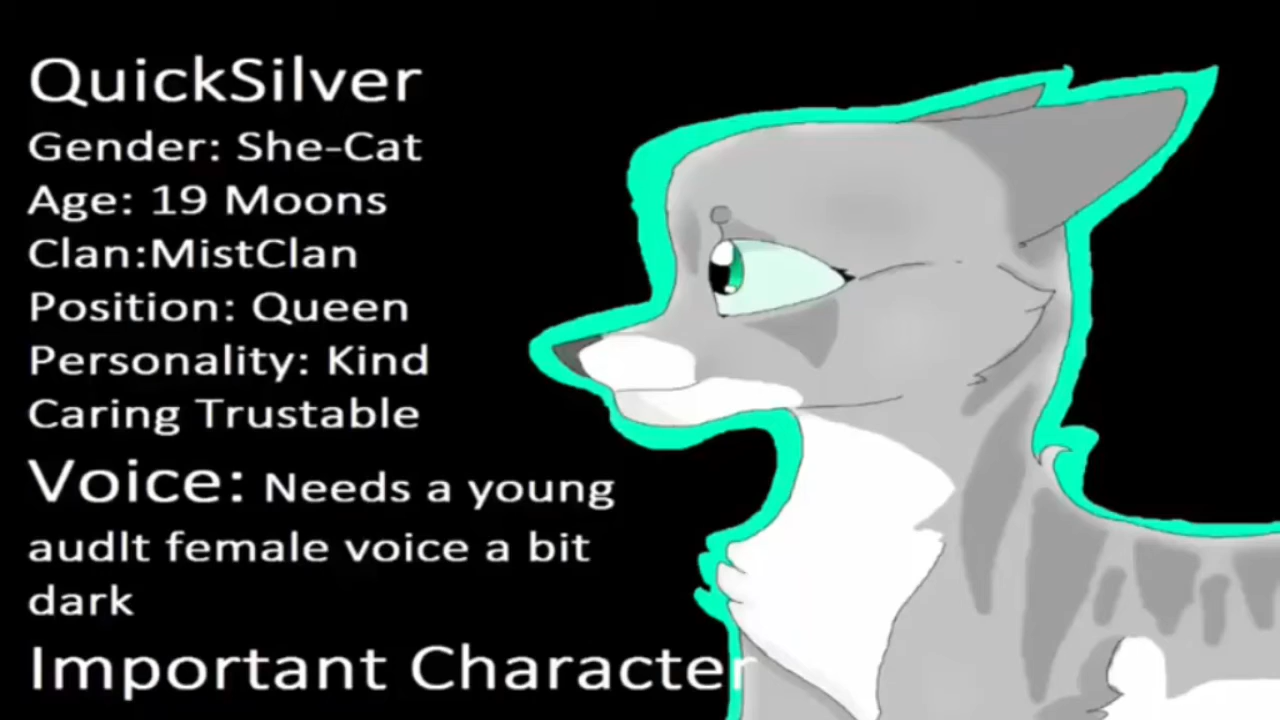 QuickSilver
Gender: She-Cat
Age: 19 Moons
Clan:MistClan
Position: Queen
Personality: Kind
Caring Trustable
Voice: Needs a young
audlt female voice a bit
dark
Important Character